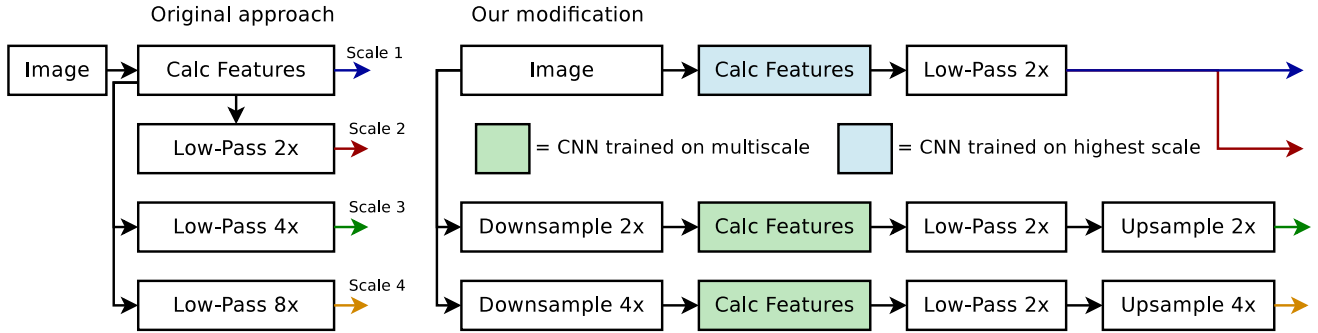 Original approach
Our modification
Image
Calc Features
Scale 1
Image
Calc Features
Low-Pass 2x
Low-Pass 2x
Scale 2
= CNN trained on multiscale
= CNN trained on highest scale
Low-Pass 4x
Scale 3
Downsample 2x
Calc Features
Low-Pass 2x
Upsample 2x
Low-Pass 8x
Scale 4
Downsample 4x
Calc Features
Low-Pass 2x
Upsample 4x